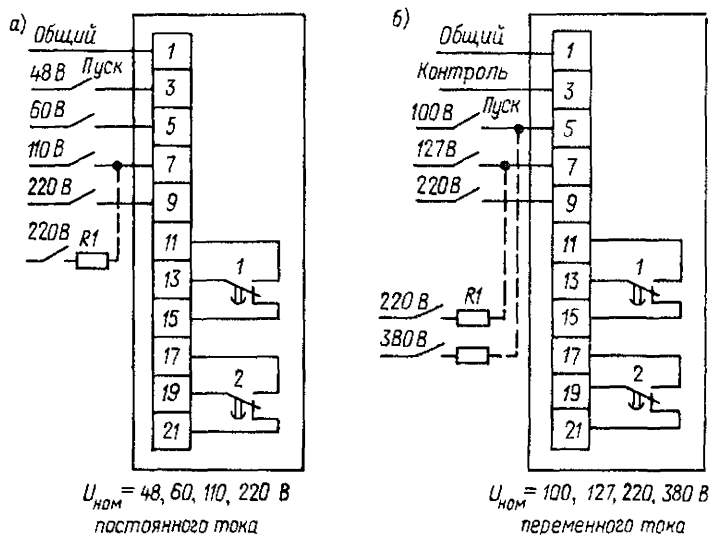 а)
Общий
48 В Пуск
60 В
110 В
220 В
220 В R1
1
3
5
7
9
11
13
15
17
19
21
1
2
Uном = 48, 60, 110, 220 В
постоянного тока
б)
Общий
Контроль
100 В Пуск
127 В
220 В
220 В R1
380 В
1
3
5
7
9
11
13
15
17
19
21
1
2
Uном = 100, 127, 220, 380 В
переменного тока